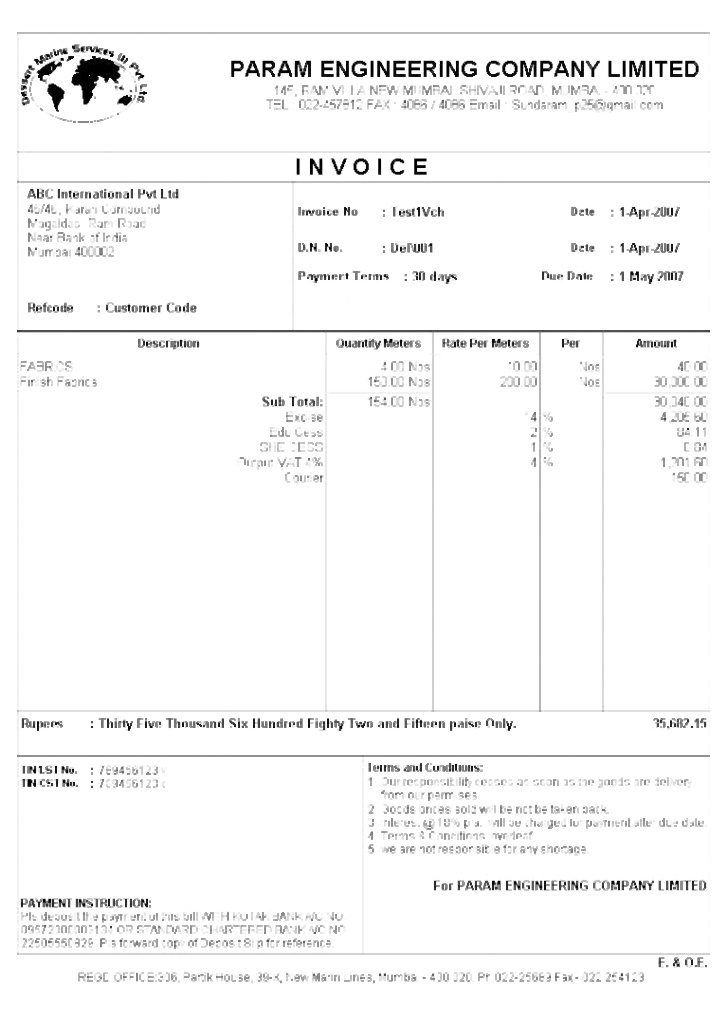 Dessert Marine Services (I) Pvt Ltd
PARAM ENGINEERING COMPANY LIMITED
145, RAM VILLA NEW MUMBAI, SHIVAJI ROAD, MUMBAI - 400 020
TEL : 022-457812 FAX : 4086 / 4086 Email : Sundaram_p25@gmail.com
INVOICE
ABC International Pvt Ltd
45/46, Compound
Road
Near Bank of India
Mumbai 400002
Refcode : Customer Code
Invoice No : Test1Vch Date : 1-Apr-2007
D.N. No. : Del\001 Date : 1-Apr-2007
Payment Terms : 30 days Due Date : 1 May 2007
Description Quantity Meters Rate Per Meters Per Amount
FABRICS 4.00 Nos 10.00 Nos 40.00
Finish Fabrics 150.00 Nos 200.00 Nos 30,000.00
Sub Total: 154.00 Nos 30,040.00
Excise 14 % 4,205.60
Edu Cess 2 % 84.11
SHE CESS 1 % 0.84
Output VAT 4% 4 % 1,201.60
Courier 150.00
Rupees : Thirty Five Thousand Six Hundred Eighty Two and Fifteen paise Only. 35,682.15
TIN/LST No. : 789456123 v
TIN/CST No. : 789456123 c
Terms and Conditions:
1 Our responsibility ceases as soon as the goods are delivery
from our permises
2 Goods onces sold will be not be taken back.
3 Interest @ 18% p.a. will be charged for payment after due date.
4 Terms & Conditions overleaf
5 we are not responsible for any shortage.
For PARAM ENGINEERING COMPANY LIMITED
PAYMENT INSTRUCTION:
Pls deposit the payment of this bill WITH KOTAK BANK A/C NO
OR STANDARD CHARTERED BANK A/C NO
22505550929. Pls forward copy of Deposit Slip for reference.
E. & O.E.
REGD OFFICE:306, Partik House, 39-K, New Marin Lines, Mumbai - 400 020. Ph 022-25689 Fax - 022 254123